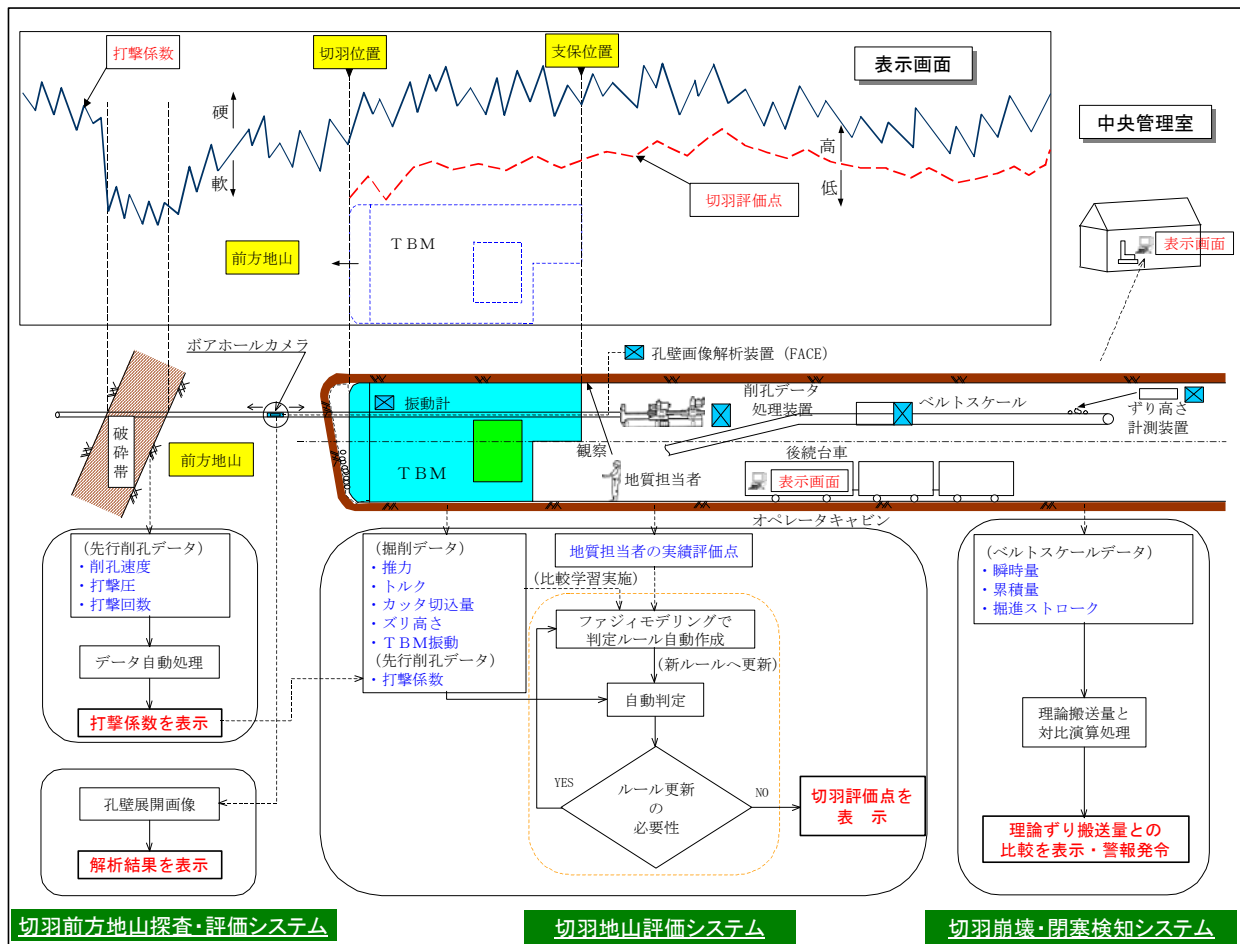 打撃係数
切羽位置
支保位置
表示画面
硬
軟
高
低
切羽評価点
中央管理室
表示画面
前方地山
TBM
ボアホールカメラ
孔壁画像解析装置 (FACE)
振動計
削孔データ
処理装置
ベルトスケール
ずり高さ
計測装置
破砕帯
前方地山
TBM
観察
地質担当者
後続台車
表示画面
オペレータキャビン
(先行削孔データ)
・削孔速度
・打撃圧
・打撃回数
データ自動処理
打撃係数を表示
孔壁展開画像
解析結果を表示
(掘削データ)
・推力
・トルク
・カッタ切込量
・ズリ高さ
・TBM振動
(先行削孔データ)
・打撃係数
地質担当者の実績評価点
(比較学習実施)
ファジィモデリングで
判定ルール自動作成
(新ルールへ更新)
自動判定
YES
ルール更新
の
必要性
NO
切羽評価点を
表 示
(ベルトスケールデータ)
・瞬時量
・累積量
・掘進ストローク
理論搬送量と
対比演算処理
理論ずり搬送量との
比較を表示・警報発令
切羽前方地山探査・評価システム
切羽地山評価システム
切羽崩壊・閉塞検知システム